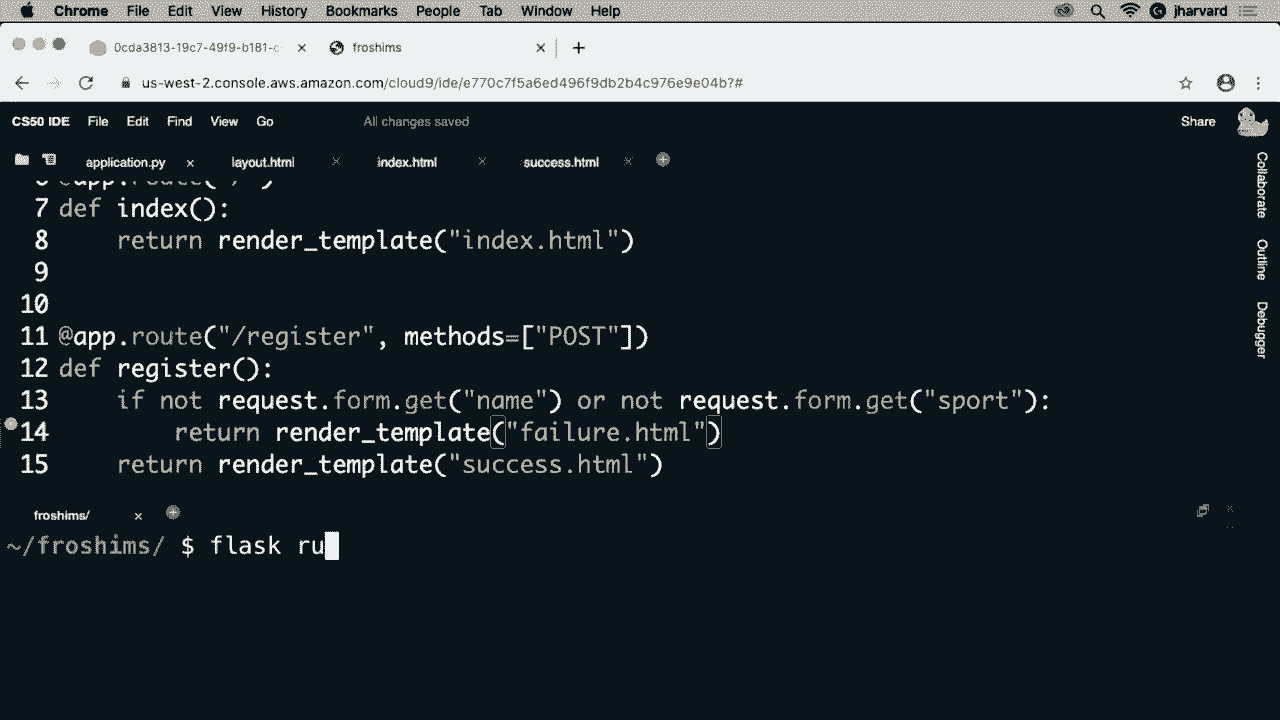 Chrome File Edit View History Bookmarks People Tab Window Help jharvard
0cda3813-19c7-49f9-b181-c froshims
us-west-2.console.aws.amazon.com/cloud9/ide/e770c7f5a6ed496f9db2b4c976e9e04b?#
CS50 IDE File Edit Find View Go All changes saved Share
application.py layout.html index.html success.html
6 @app.route("/")
7 def index():
8 return render_template("index.html")
9
10
11 @app.route("/register", methods=["POST"])
12 def register():
13 if not request.form.get("name") or not request.form.get("sport"):
14 return render_template("failure.html")
15 return render_template("success.html")
froshims/
~/froshims/ $ flask ru
Collaborate
Outline
Debugger